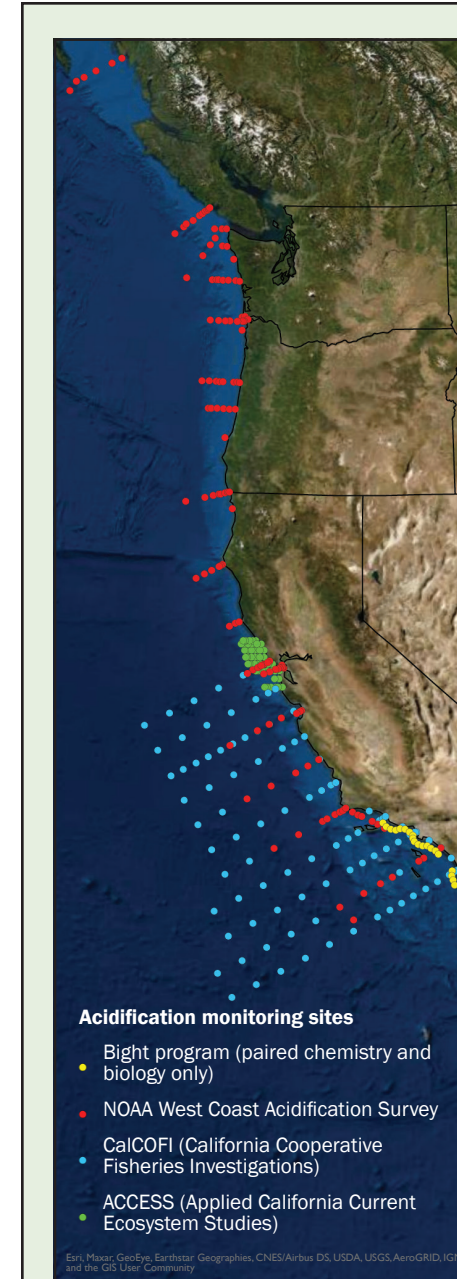 Acidification monitoring sites
Bight program (paired chemistry and
biology only)
NOAA West Coast Acidification Survey
CalCOFI (California Cooperative
Fisheries Investigations)
ACCESS (Applied California Current
Ecosystem Studies)
Esri, Maxar, GeoEye, Earthstar Geographies, CNES/Airbus DS, USDA, USGS, AeroGRID, IGN
and the GIS User Community